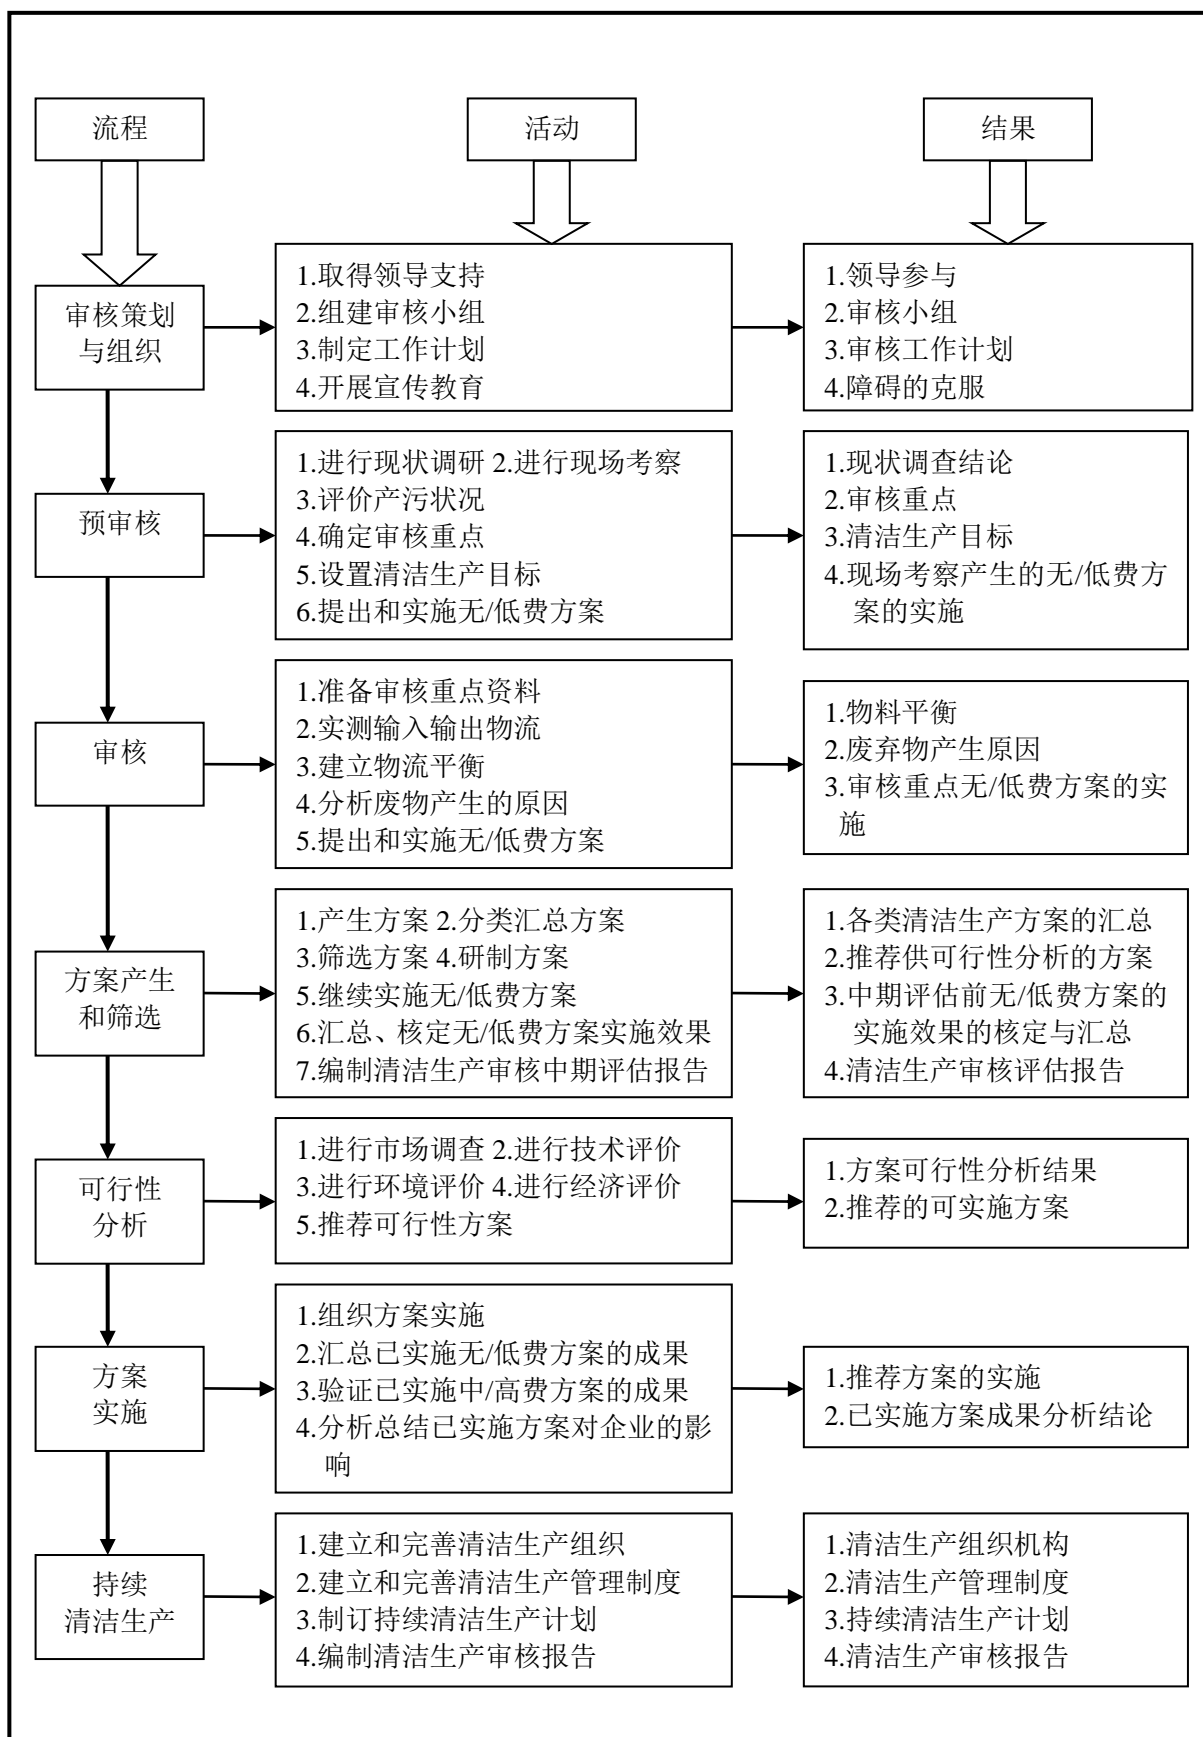 流程
活动
结果
审核策划
与组织
1.取得领导支持
2.组建审核小组
3.制定工作计划
4.开展宣传教育
1.领导参与
2.审核小组
3.审核工作计划
4.障碍的克服
预审核
1.进行现状调研 2.进行现场考察
3.评价产污状况
4.确定审核重点
5.设置清洁生产目标
6.提出和实施无/低费方案
1.现状调查结论
2.审核重点
3.清洁生产目标
4.现场考察产生的无/低费方
案的实施
审核
1.准备审核重点资料
2.实测输入输出物流
3.建立物流平衡
4.分析废物产生的原因
5.提出和实施无/低费方案
1.物料平衡
2.废弃物产生原因
3.审核重点无/低费方案的实
施
方案产生
和筛选
1.产生方案 2.分类汇总方案
3.筛选方案 4.研制方案
5.继续实施无/低费方案
6.汇总、核定无/低费方案实施效果
7.编制清洁生产审核中期评估报告
1.各类清洁生产方案的汇总
2.推荐供可行性分析的方案
3.中期评估前无/低费方案的
实施效果的核定与汇总
4.清洁生产审核评估报告
可行性
分析
1.进行市场调查 2.进行技术评价
3.进行环境评价 4.进行经济评价
5.推荐可行性方案
1.方案可行性分析结果
2.推荐的可实施方案
方案
实施
1.组织方案实施
2.汇总已实施无/低费方案的成果
3.验证已实施中/高费方案的成果
4.分析总结已实施方案对企业的影
响
1.推荐方案的实施
2.已实施方案成果分析结论
持续
清洁生产
1.建立和完善清洁生产组织
2.建立和完善清洁生产管理制度
3.制订持续清洁生产计划
4.编制清洁生产审核报告
1.清洁生产组织机构
2.清洁生产管理制度
3.持续清洁生产计划
4.清洁生产审核报告